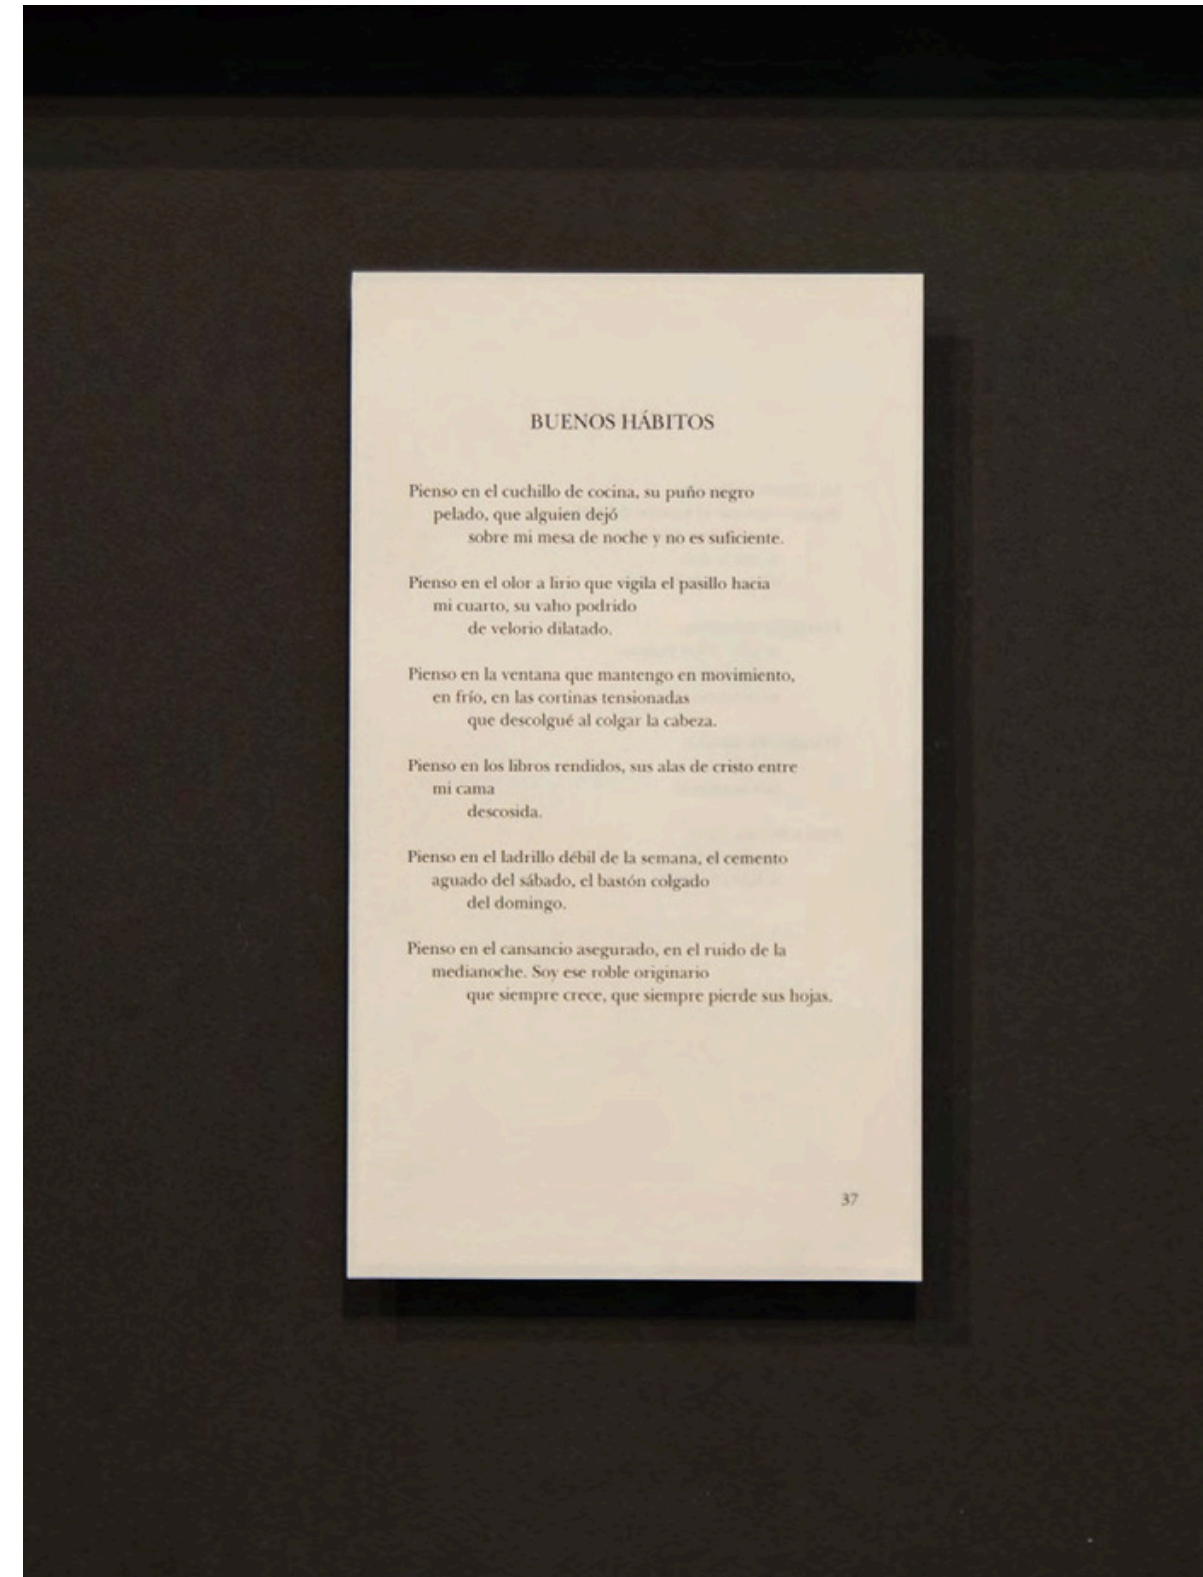 BUENOS HÁBITOS
Pienso en el cuchillo de cocina, su puño negro
pelado, que alguien dejó
sobre mi mesa de noche y no es suficiente.
Pienso en el olor a lirio que vigila el pasillo hacia
mi cuarto, su vaho podrido
de velorio dilatado.
Pienso en la ventana que mantengo en movimiento,
en frío, en las cortinas tensionadas
que descolgué al colgar la cabeza.
Pienso en los libros rendidos, sus alas de cristo entre
mi cama
descosida.
Pienso en el ladrillo débil de la semana, el cemento
aguado del sábado, el bastón colgado
del domingo.
Pienso en el cansancio asegurado, en el ruido de la
medianoche. Soy ese roble originario
que siempre crece, que siempre pierde sus hojas.
37